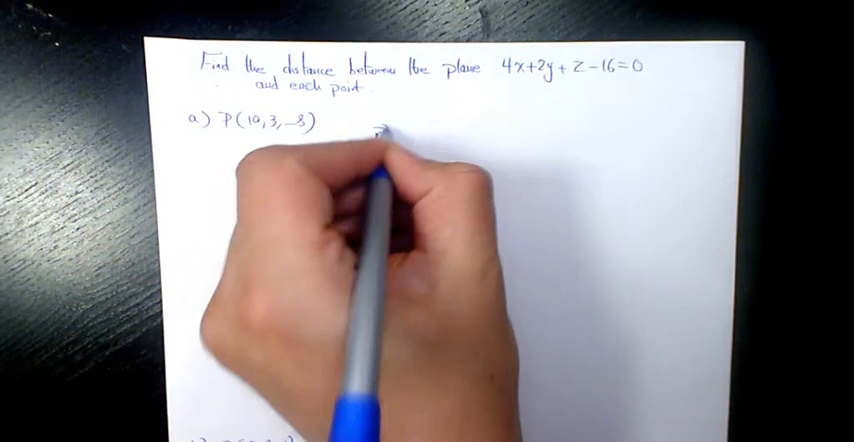 Find the distance between the plane 4x+2y+z-16=0
and each point.
a) P(10,3,-8)